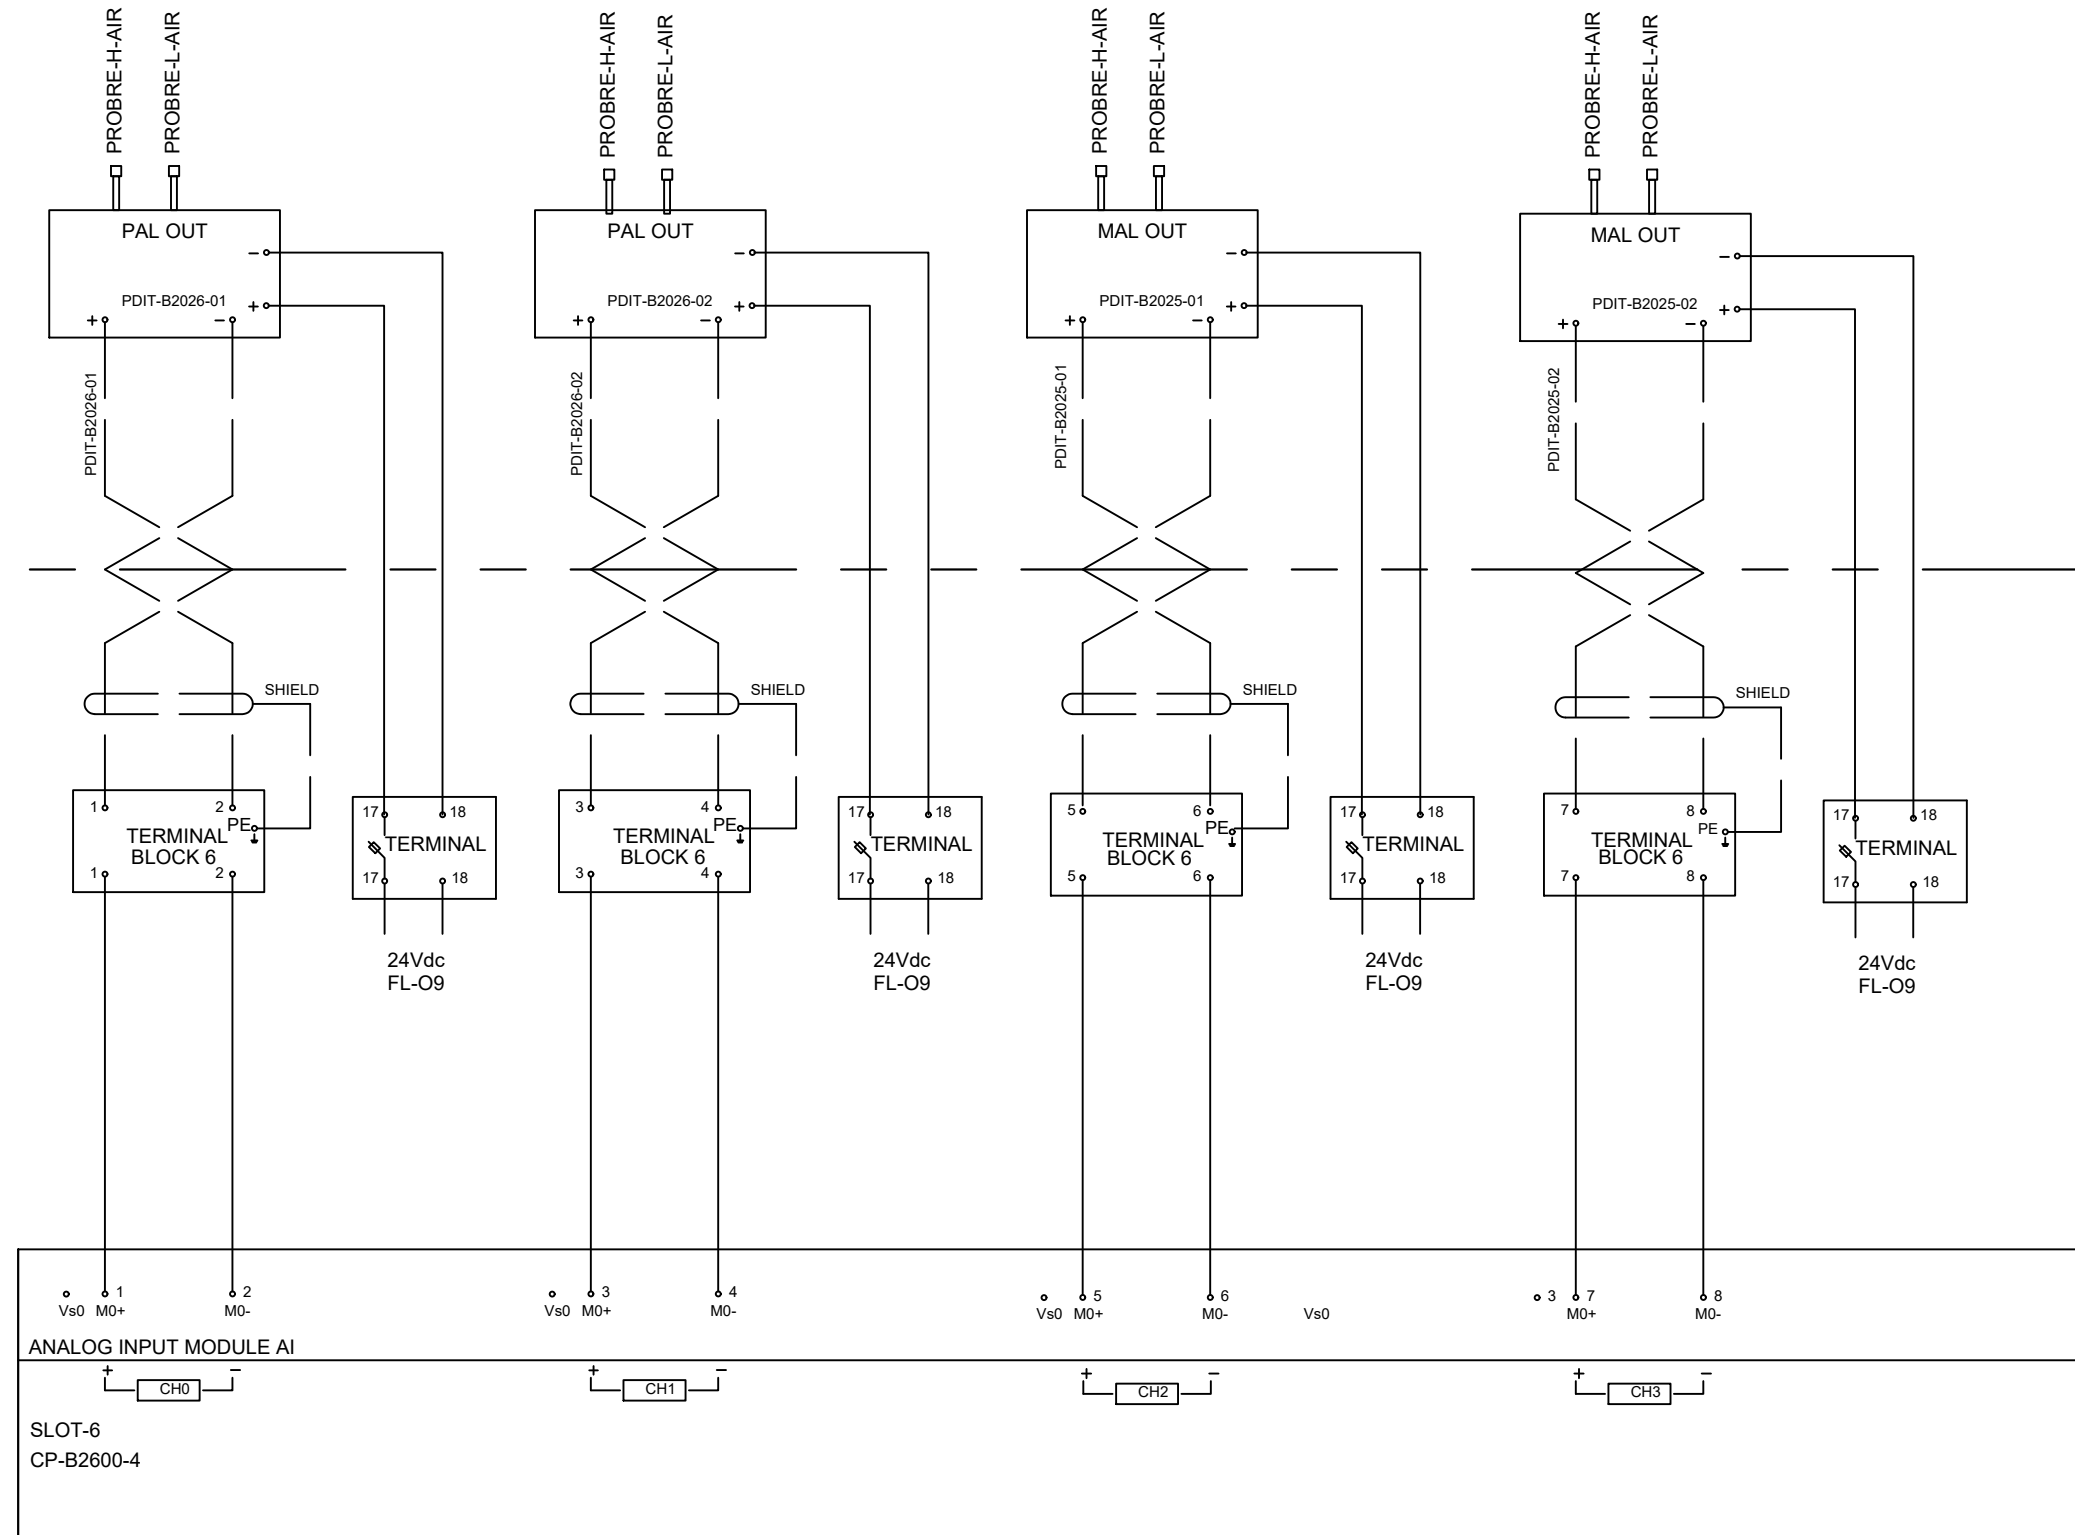 PROBRE-H-AIR
PROBRE-L-AIR
PROBRE-H-AIR
PROBRE-L-AIR
PROBRE-H-AIR
PROBRE-L-AIR
PROBRE-H-AIR
PROBRE-L-AIR
PAL OUT
−
PDIT-B2026-01
+
+
−
PAL OUT
−
PDIT-B2026-02
+
+
−
MAL OUT
−
PDIT-B2025-01
+
+
−
MAL OUT
−
PDIT-B2025-02
+
+
−
PDIT-B2026-01
PDIT-B2026-02
PDIT-B2025-01
PDIT-B2025-02
SHIELD
SHIELD
SHIELD
SHIELD
1 2
PE
TERMINAL
BLOCK 6
1 2
17 18
TERMINAL
17 18
3 4
PE
TERMINAL
BLOCK 6
3 4
17 18
TERMINAL
17 18
5 6
PE
TERMINAL
BLOCK 6
5 6
17 18
TERMINAL
17 18
7 8
PE
TERMINAL
BLOCK 6
7 8
17 18
TERMINAL
17 18
24Vdc
FL-O9
24Vdc
FL-O9
24Vdc
FL-O9
24Vdc
FL-O9
1 2
Vs0 M0+ M0-
3 4
Vs0 M0+ M0-
5 6
Vs0 M0+ M0- Vs0
3 7 8
M0+ M0-
ANALOG INPUT MODULE AI
+ CH0 −
+ CH1 −
+ CH2 −
+ CH3 −
SLOT-6
CP-B2600-4